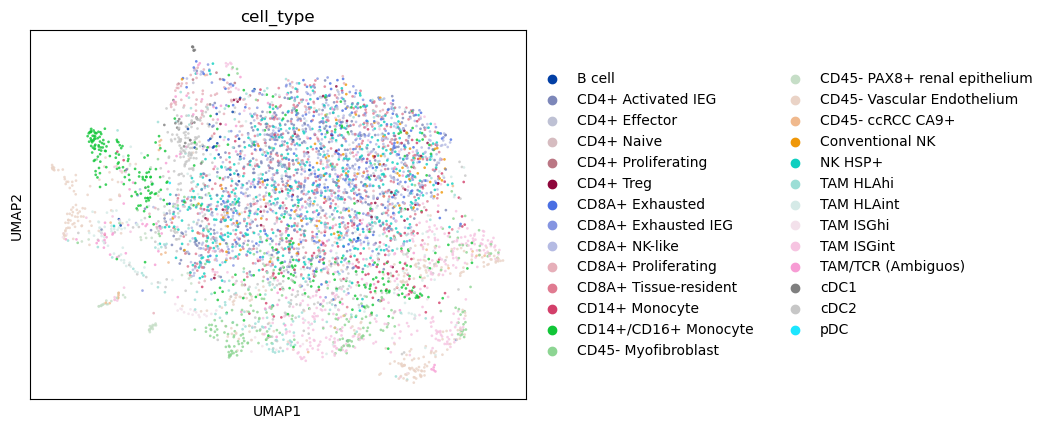 cell_type
UMAP2
UMAP1
B cell
CD4+ Activated IEG
CD4+ Effector
CD4+ Naive
CD4+ Proliferating
CD4+ Treg
CD8A+ Exhausted
CD8A+ Exhausted IEG
CD8A+ NK-like
CD8A+ Proliferating
CD8A+ Tissue-resident
CD14+ Monocyte
CD14+/CD16+ Monocyte
CD45- Myofibroblast
CD45- PAX8+ renal epithelium
CD45- Vascular Endothelium
CD45- ccRCC CA9+
Conventional NK
NK HSP+
TAM HLAhi
TAM HLAint
TAM ISGhi
TAM ISGint
TAM/TCR (Ambiguos)
cDC1
cDC2
pDC